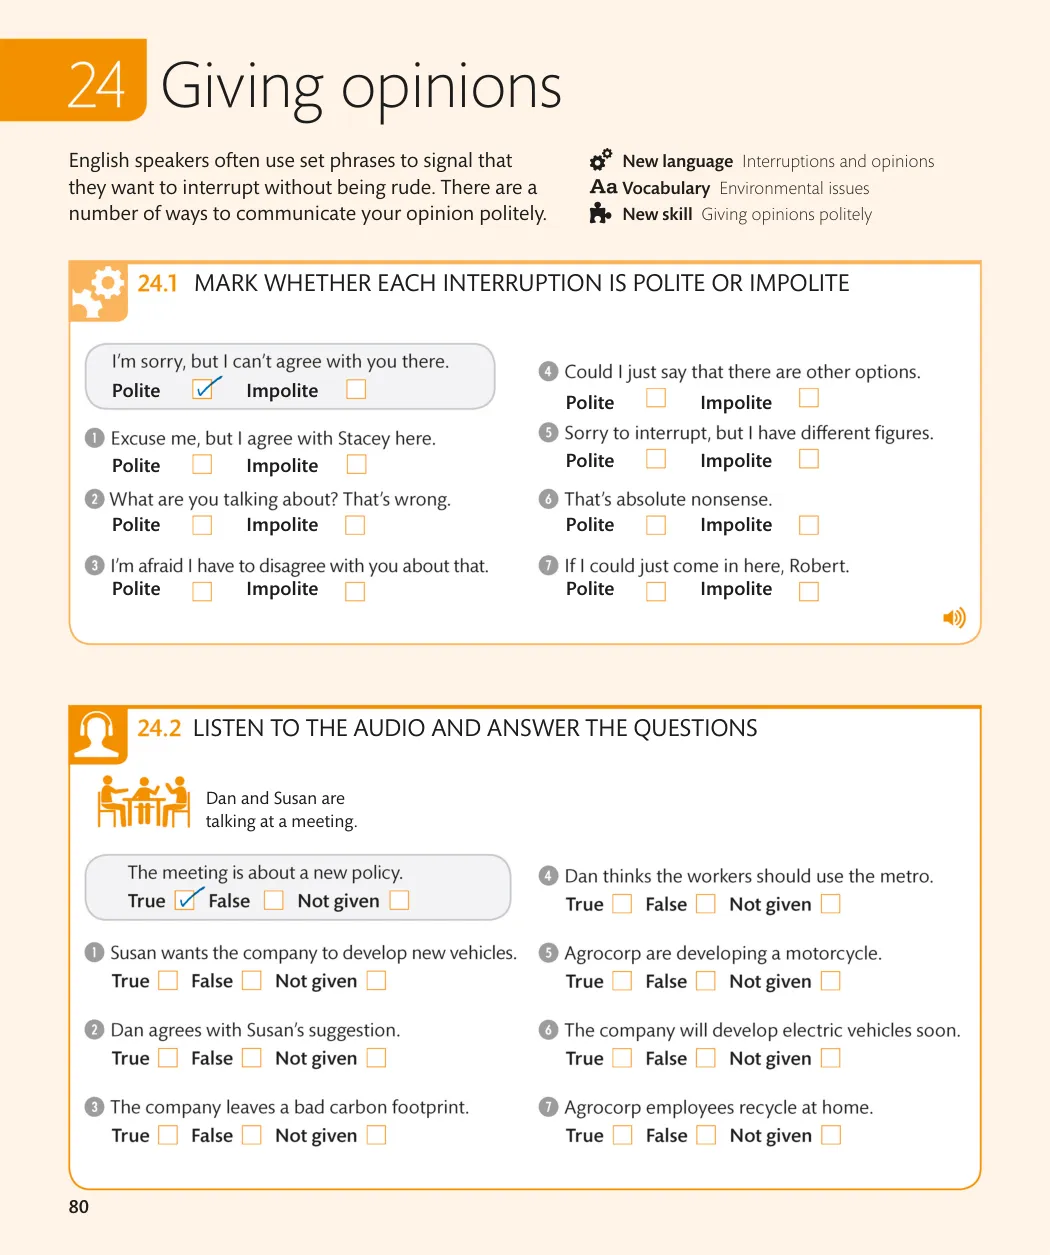 24 Giving opinions
English speakers often use set phrases to signal that
they want to interrupt without being rude. There are a
number of ways to communicate your opinion politely.
New language Interruptions and opinions
Aa Vocabulary Environmental issues
New skill Giving opinions politely
24.1 MARK WHETHER EACH INTERRUPTION IS POLITE OR IMPOLITE
I'm sorry, but I can't agree with you there.
Polite Impolite
1 Excuse me, but I agree with Stacey here.
Polite Impolite
2 What are you talking about? That's wrong.
Polite Impolite
3 I'm afraid I have to disagree with you about that.
Polite Impolite
4 Could I just say that there are other options.
Polite Impolite
5 Sorry to interrupt, but I have different figures.
Polite Impolite
6 That's absolute nonsense.
Polite Impolite
7 If I could just come in here, Robert.
Polite Impolite
24.2 LISTEN TO THE AUDIO AND ANSWER THE QUESTIONS
Dan and Susan are
talking at a meeting.
The meeting is about a new policy.
True False Not given
1 Susan wants the company to develop new vehicles.
True False Not given
2 Dan agrees with Susan's suggestion.
True False Not given
3 The company leaves a bad carbon footprint.
True False Not given
4 Dan thinks the workers should use the metro.
True False Not given
5 Agrocorp are developing a motorcycle.
True False Not given
6 The company will develop electric vehicles soon.
True False Not given
7 Agrocorp employees recycle at home.
True False Not given
80